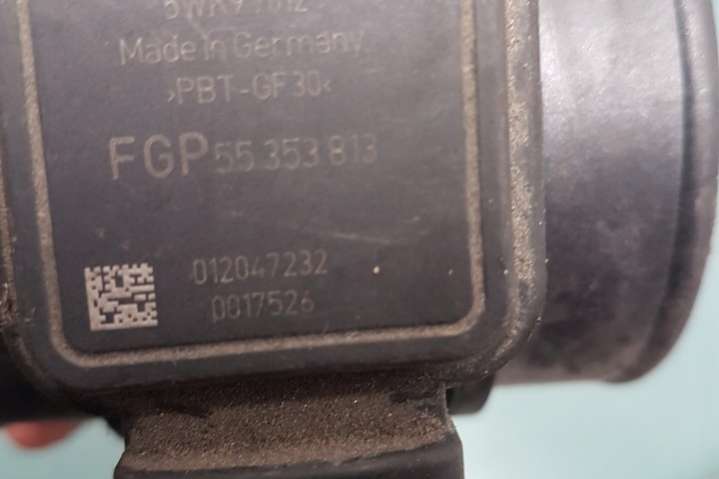 Made in Germany
>PBT-GF30<
FGP 55 353 813
012047232
0017526